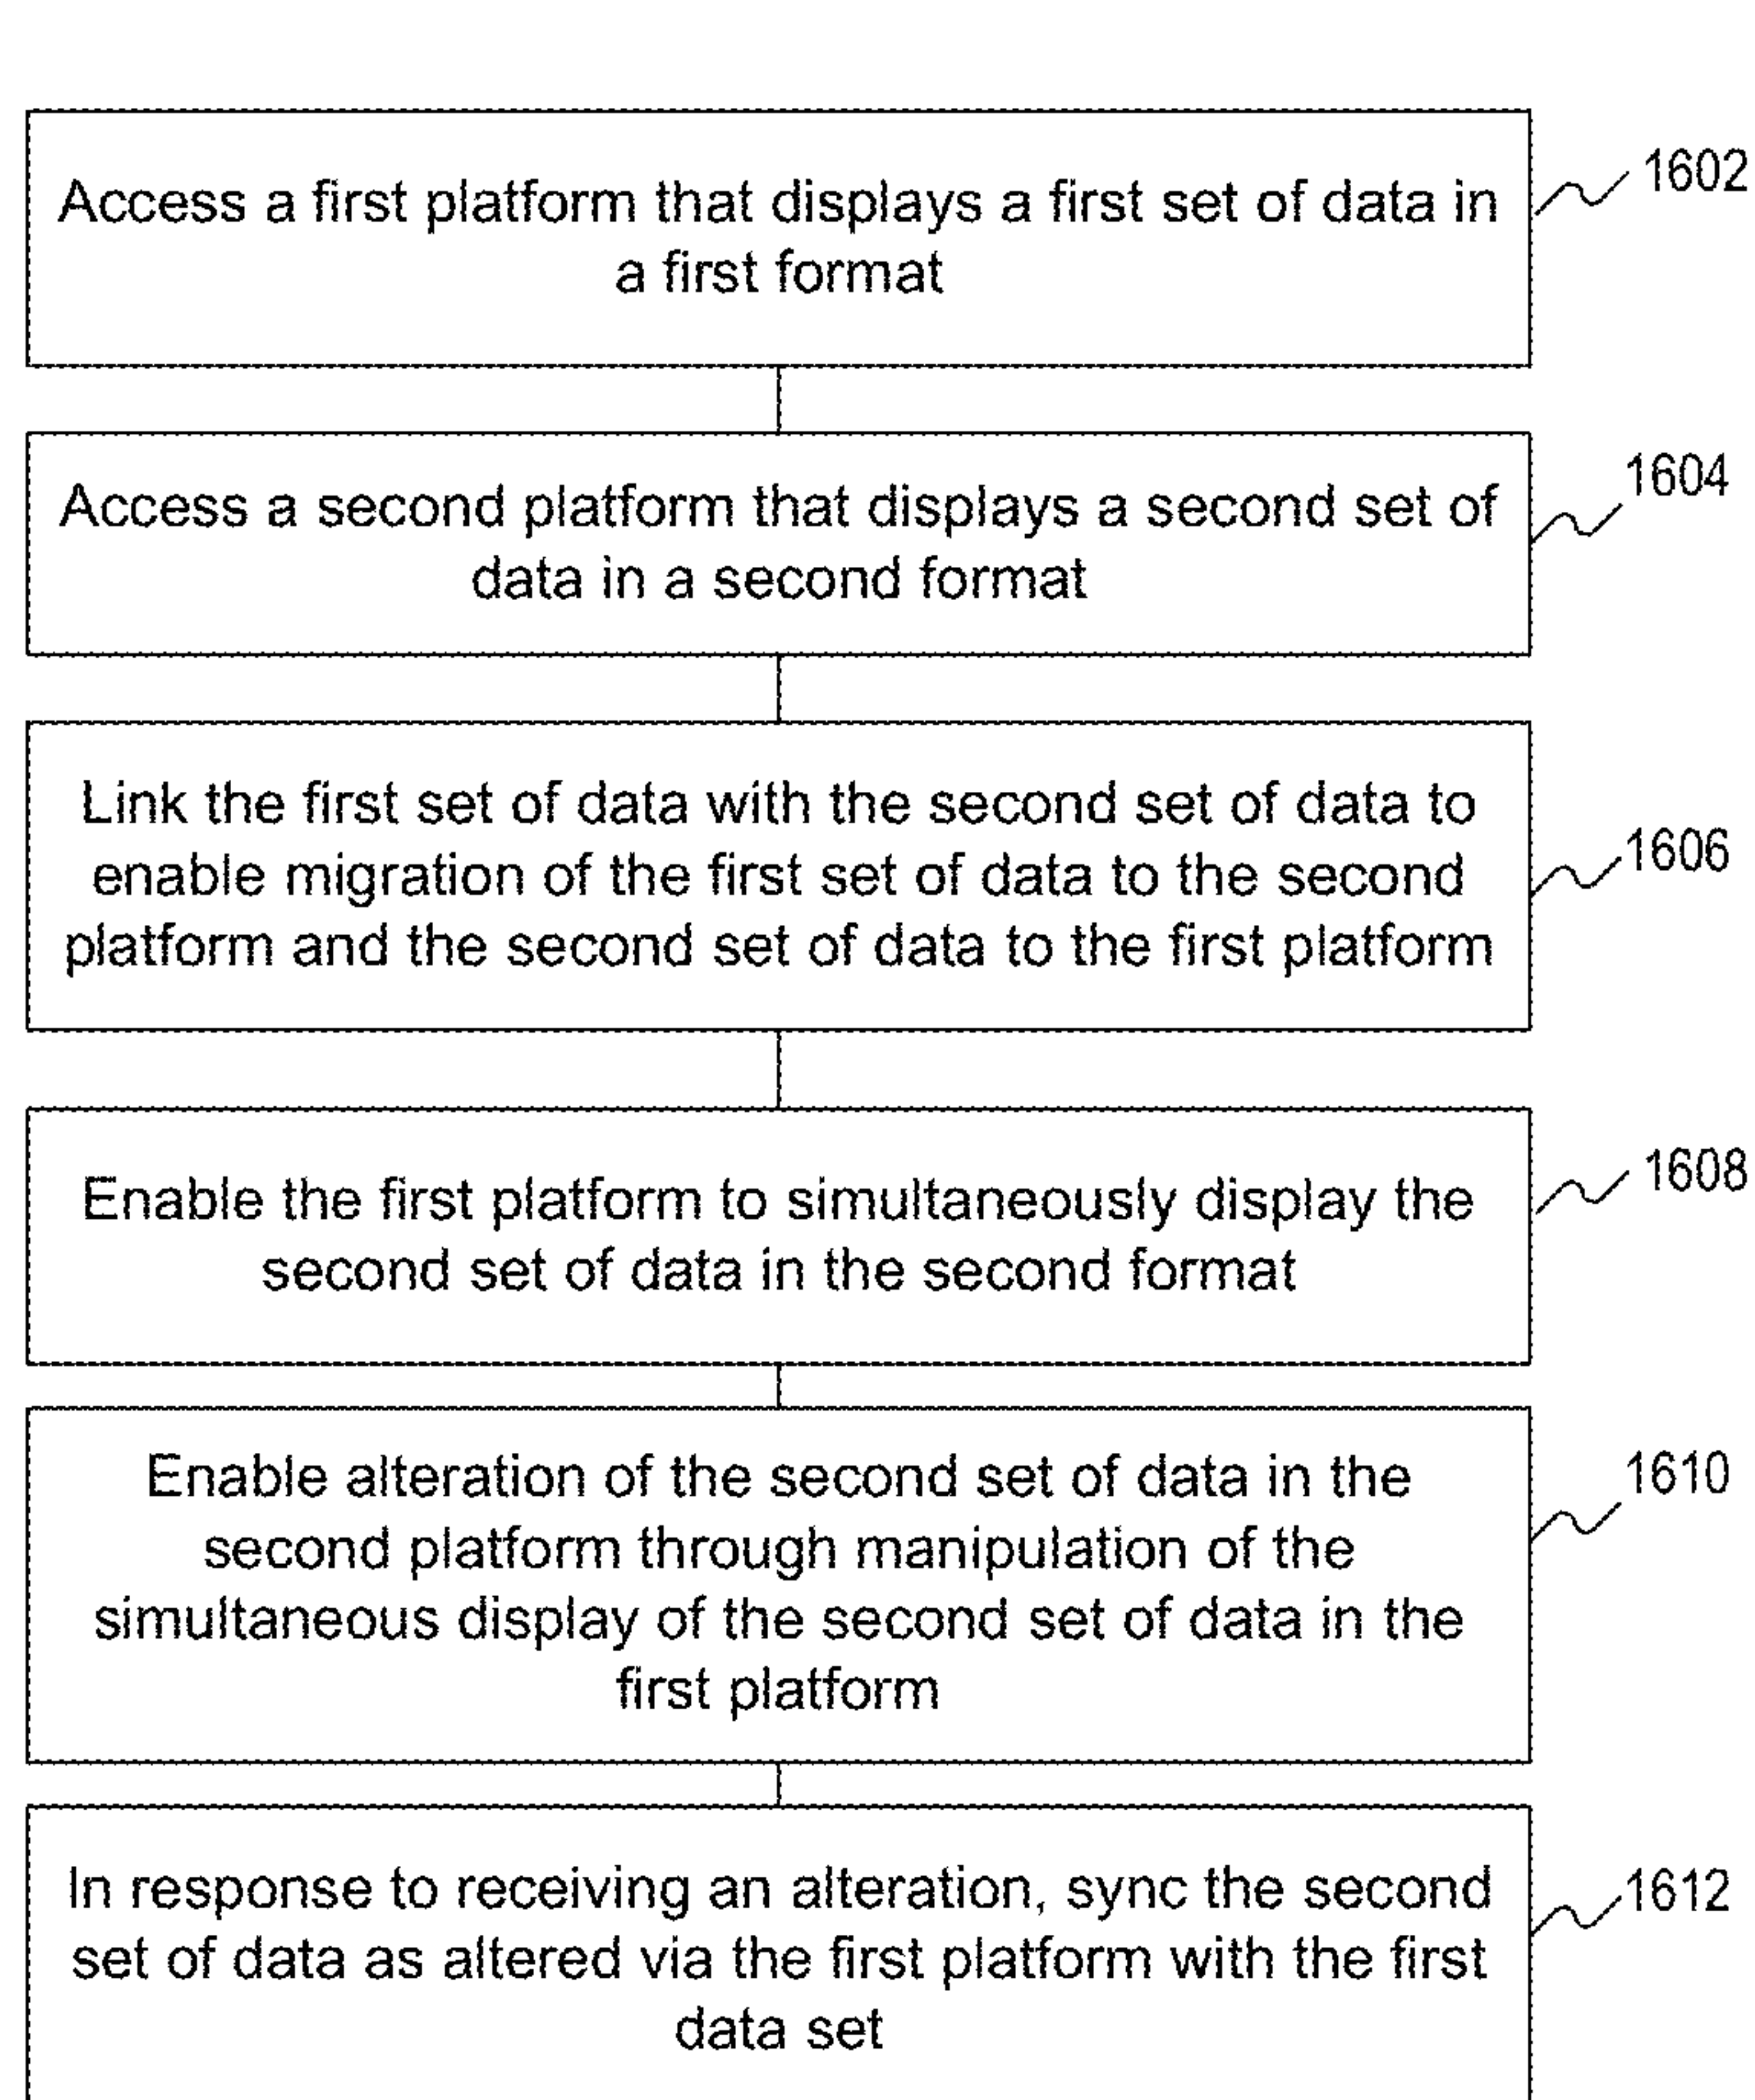 Access a first platform that displays a first set of data in
a first format
1602
Access a second platform that displays a second set of
data in a second format
1604
Link the first set of data with the second set of data to
enable migration of the first set of data to the second
platform and the second set of data to the first platform
1606
Enable the first platform to simultaneously display the
second set of data in the second format
1608
Enable alteration of the second set of data in the
second platform through manipulation of the
simultaneous display of the second set of data in the
first platform
1610
In response to receiving an alteration, sync the second
set of data as altered via the first platform with the first
data set
1612